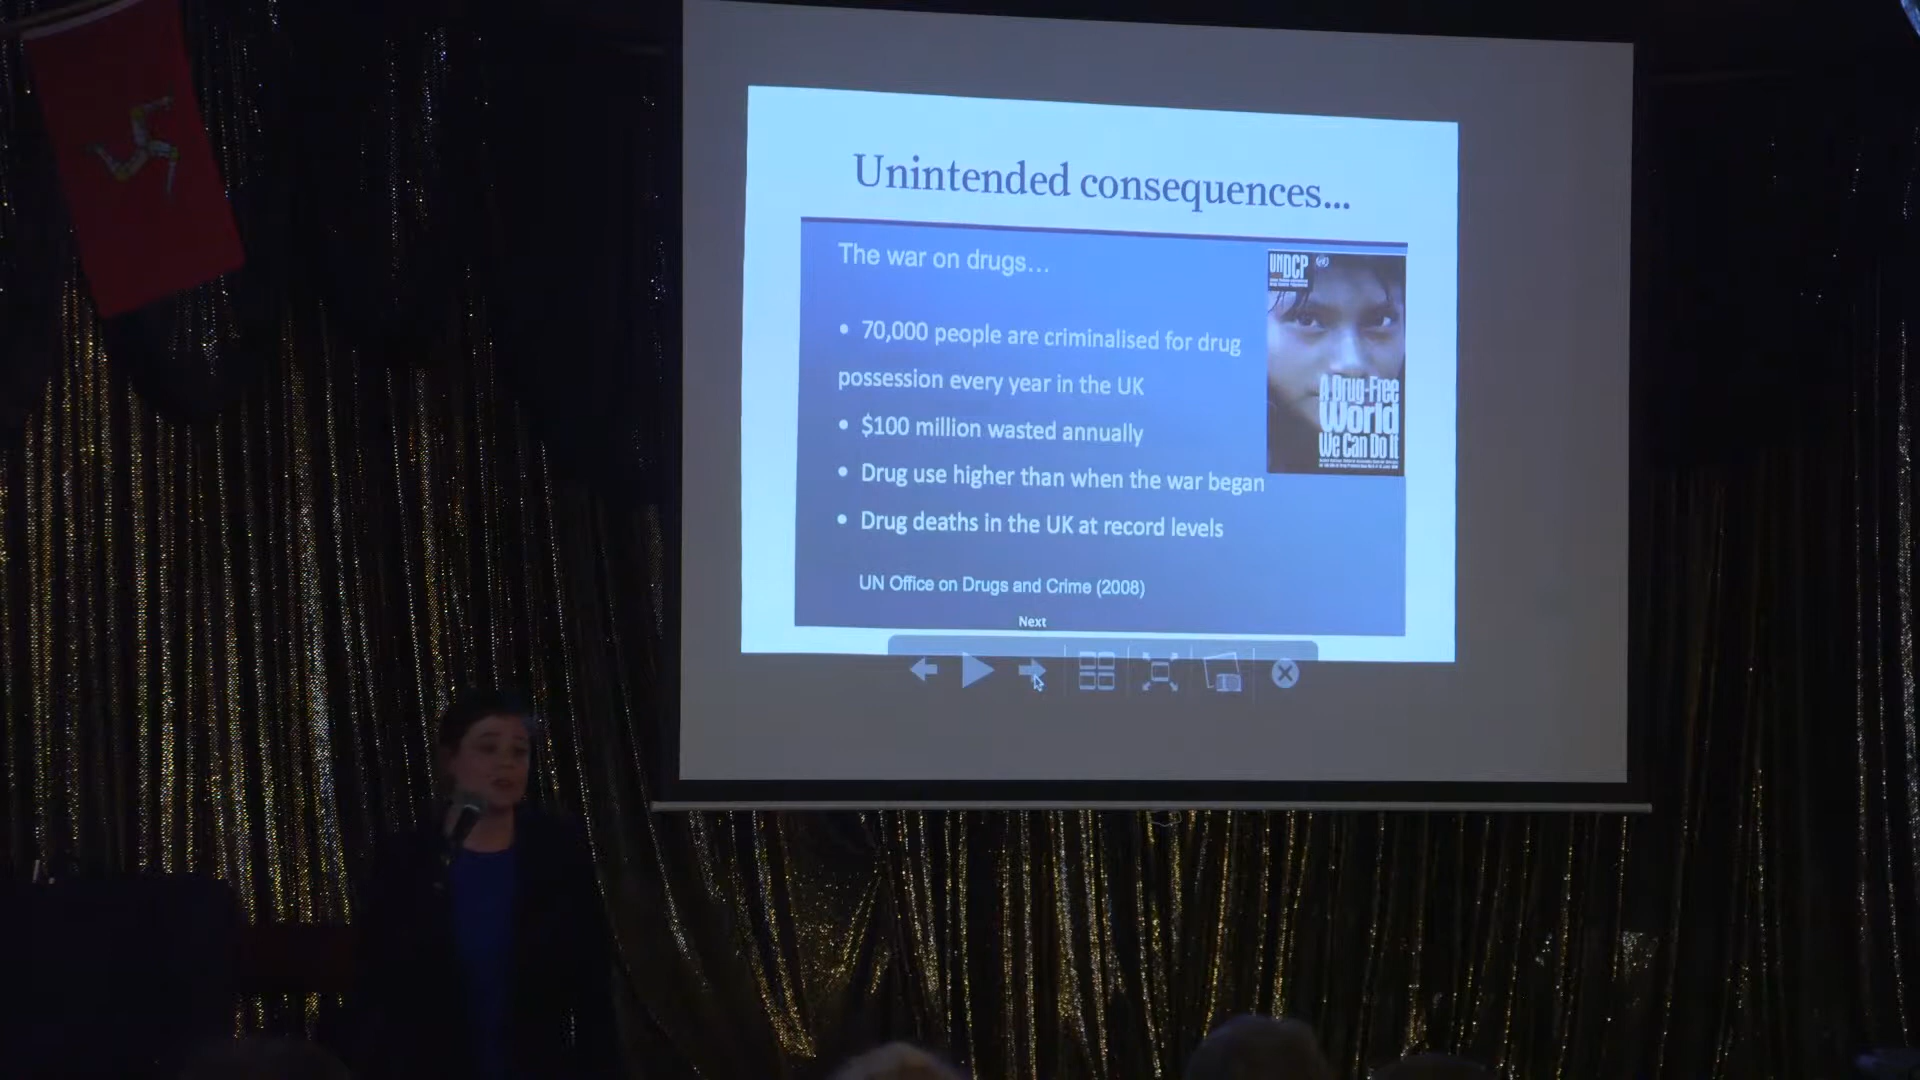 Unintended consequences...
The war on drugs...
• 70,000 people are criminalised for drug
possession every year in the UK
• $100 million wasted annually
• Drug use higher than when the war began
• Drug deaths in the UK at record levels
UN Office on Drugs and Crime (2008)
Next
UNDCP
A Drug-Free
World
We Can Do It